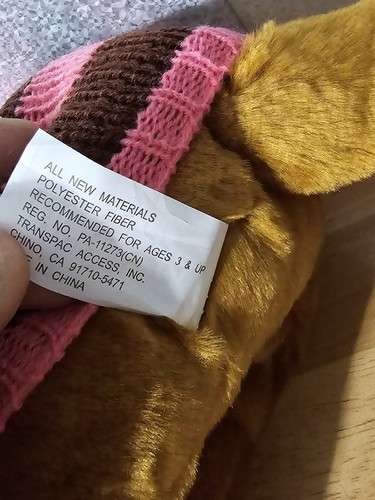 ALL NEW MATERIALS
POLYESTER FIBER
RECOMMENDED FOR AGES 3 & UP
REG. NO. PA-11273(CN)
TRANSPAC ACCESS, INC.
CHINO, CA 91710-5471
IN CHINA